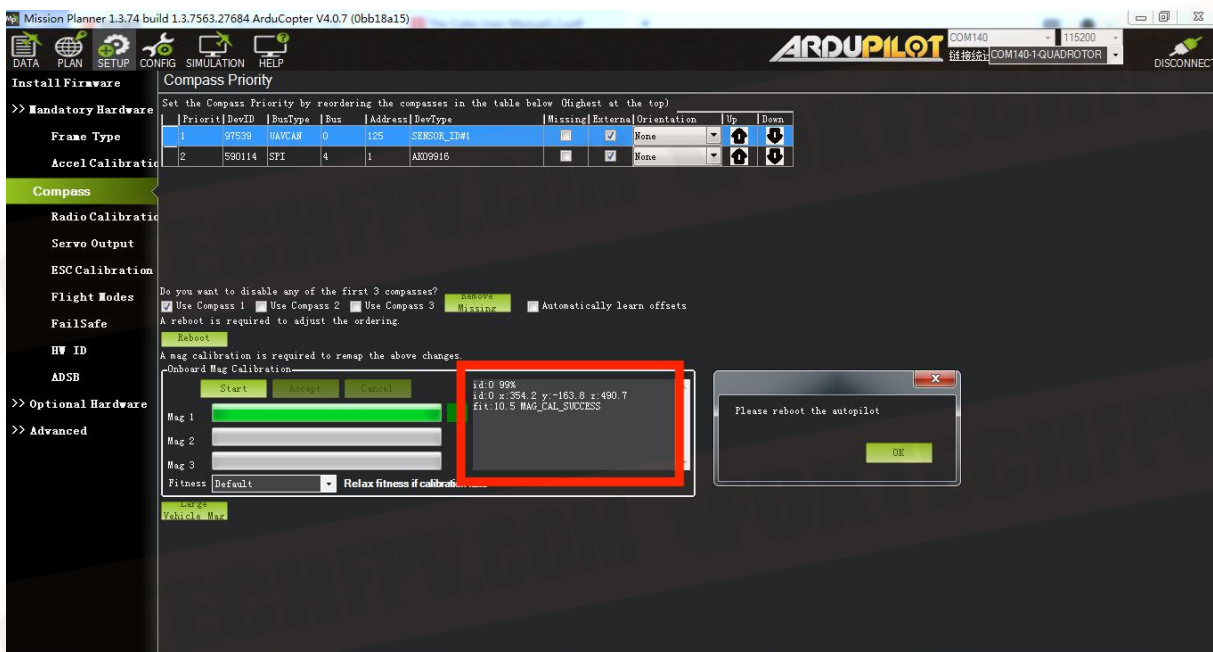 Mission Planner 1.3.74 build 1.3.7563.27684 ArduCopter V4.0.7 (0bb18a15)
DATA PLAN SETUP CONFIG SIMULATION HELP
ARDUPILOT
COM140 115200
链接统计 COM140-1-QUADROTOR
DISCONNECT
Install Firmware
>> Mandatory Hardware
Frame Type
Accel Calibratio
Compass
Radio Calibratio
Servo Output
ESC Calibration
Flight Modes
FailSafe
HW ID
ADSB
>> Optional Hardware
>> Advanced
Compass Priority
Set the Compass Priority by reordering the compasses in the table below (Highest at the top)
Priorit DevID BusType Bus Address DevType Missing Externa Orientation Up Down
1 97539 UAVCAN 0 125 SENSOR_ID#1 None
2 590114 SPI 4 1 AK09916 None
Do you want to disable any of the first 3 compasses?
Use Compass 1 Use Compass 2 Use Compass 3 Remove Missing Automatically learn offsets
A reboot is required to adjust the ordering.
Reboot
A mag calibration is required to remap the above changes.
Onboard Mag Calibration
Start Accept Cancel
Mag 1
Mag 2
Mag 3
Fitness Default Relax fitness if calibration
id:0 99%
id:0 x:354.2 y:-163.8 z:490.7
fit:10.5 MAG_CAL_SUCCESS
Large
Vehicle Mag
Please reboot the autopilot
OK